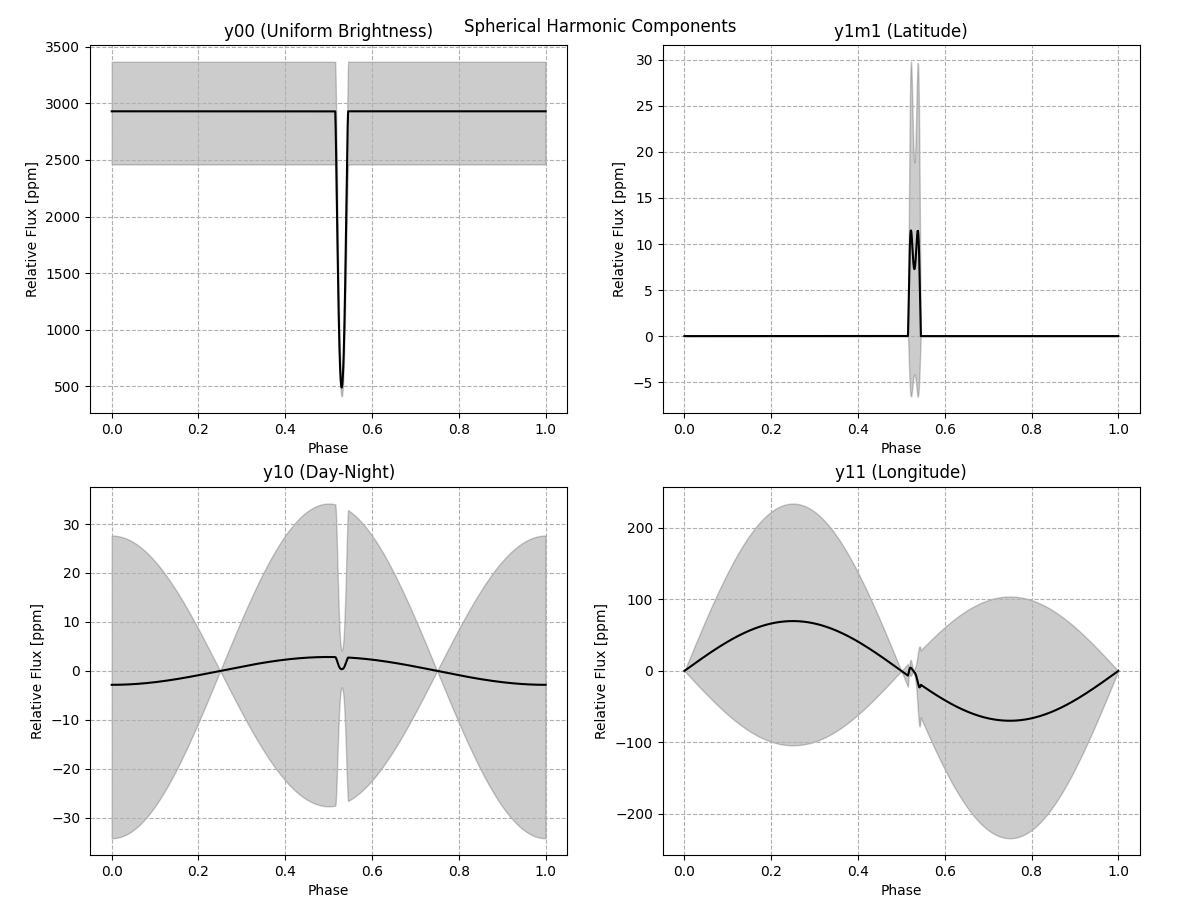 Spherical Harmonic Components
y00 (Uniform Brightness)
3500
3000
2500
2000
1500
1000
500
Relative Flux [ppm]
0.0 0.2 0.4 0.6 0.8 1.0
Phase
y1m1 (Latitude)
30
25
20
15
10
5
0
−5
Relative Flux [ppm]
0.0 0.2 0.4 0.6 0.8 1.0
Phase
y10 (Day-Night)
30
20
10
0
−10
−20
−30
Relative Flux [ppm]
0.0 0.2 0.4 0.6 0.8 1.0
Phase
y11 (Longitude)
200
100
0
−100
−200
Relative Flux [ppm]
0.0 0.2 0.4 0.6 0.8 1.0
Phase